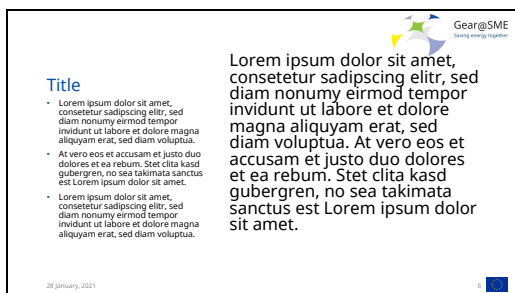 Gear@SME
Saving energy together
Title
• Lorem ipsum dolor sit amet,
consetetur sadipscing elitr, sed
diam nonumy eirmod tempor
invidunt ut labore et dolore magna
aliquyam erat, sed diam voluptua.
• At vero eos et accusam et justo duo
dolores et ea rebum. Stet clita kasd
gubergren, no sea takimata sanctus
est Lorem ipsum dolor sit amet.
• Lorem ipsum dolor sit amet,
consetetur sadipscing elitr, sed
diam nonumy eirmod tempor
invidunt ut labore et dolore magna
aliquyam erat, sed diam voluptua.
Lorem ipsum dolor sit amet,
consetetur sadipscing elitr, sed
diam nonumy eirmod tempor
invidunt ut labore et dolore
magna aliquyam erat, sed
diam voluptua. At vero eos et
accusam et justo duo dolores
et ea rebum. Stet clita kasd
gubergren, no sea takimata
sanctus est Lorem ipsum dolor
sit amet.
28 January, 2021
6